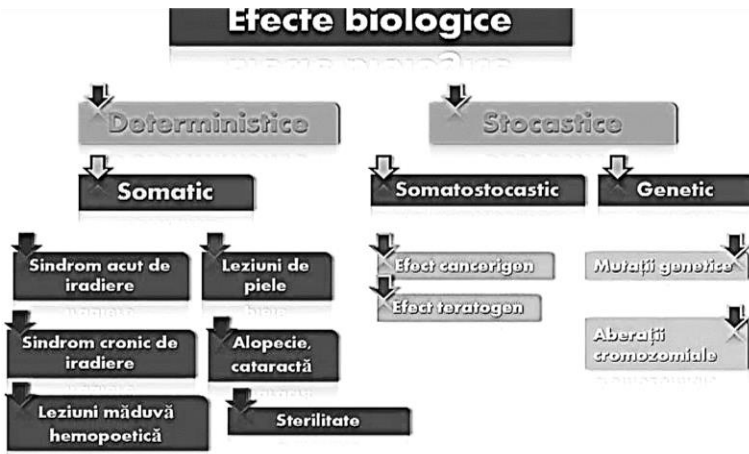 Efecte biologice
Deterministice
Stocastice
Somatic
Somatostocastic
Genetic
Sindrom acut de
iradiere
Leziuni de
piele
Efect cancerigen
Mutații genetice
Efect teratogen
Sindrom cronic de
iradiere
Alopecie,
cataractă
Aberații
cromozomiale
Leziuni măduvă
hemopoetică
Sterilitate